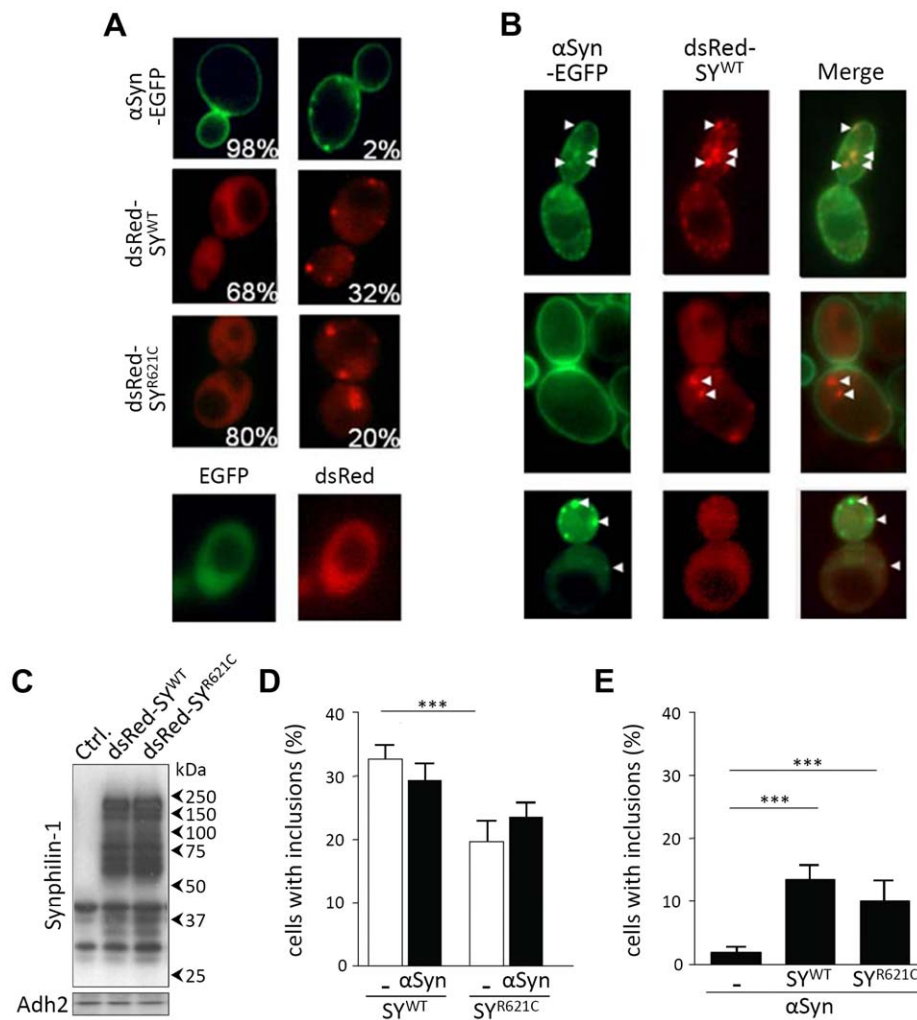 A
αSyn
-EGFP
98%
2%
dsRed-
SYWT
68%
32%
dsRed-
SYR621C
80%
20%
EGFP
dsRed
B
αSyn
-EGFP
dsRed-
SYWT
Merge
C
Ctrl.
dsRed-SYWT
dsRed-SYR621C
kDa
250
150
100
75
50
37
25
Synphilin-1
Adh2
D
***
cells with inclusions (%)
40
30
20
10
0
- αSyn - αSyn
SYWT SYR621C
E
***
***
cells with inclusions (%)
40
30
20
10
0
- SYWT SYR621C
αSyn